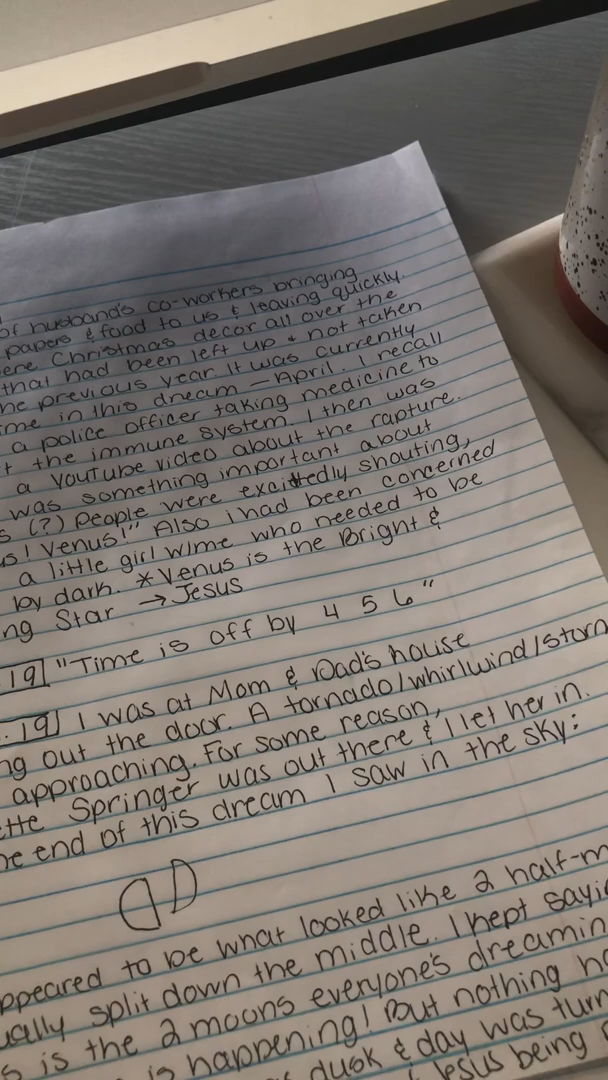 of husband's co-workers bringing
papers & food to us & leaving quickly.
ere Christmas decor all over the
that had been left up & not taken
he previous year. It was currently
me in this dream — April. I recall
a police officer taking medicine to
t the immune system. I then was
a YouTube video about the rapture.
was something important about
s (?) People were excitedly shouting,
us! Venus!" Also i had been concerned
a little girl w/me who needed to be
by dark. *Venus is the Bright &
ng Star → Jesus
19 "Time is off by 4 5 6"
. 19 I was at Mom & Dad's house
ng out the door. A tornado/whirlwind/storm
approaching. For some reason,
ette Springer was out there & I let her in.
he end of this dream I saw in the sky:
ppeared to be what looked like a half-m
ually split down the middle. I kept sayi
s is the 2 moons everyone's dreamin
is happening! But nothing ha
dusk & day was turn
Jesus being